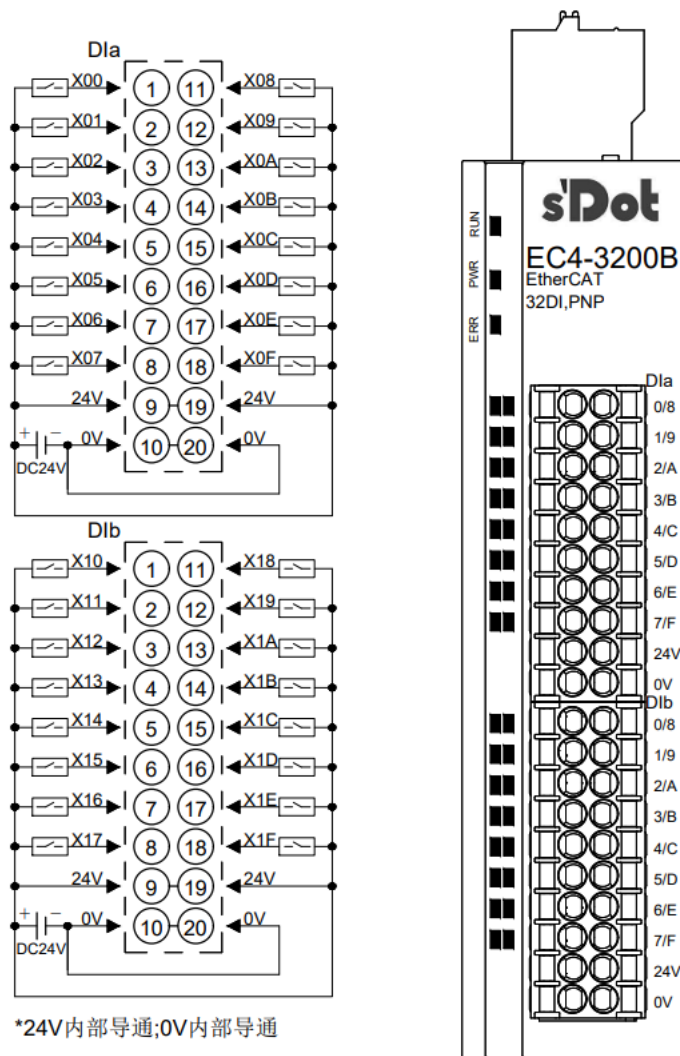 DIa
X00 1 11 X08
X01 2 12 X09
X02 3 13 X0A
X03 4 14 X0B
X04 5 15 X0C
X05 6 16 X0D
X06 7 17 X0E
X07 8 18 X0F
24V 9 19 24V
+ − 0V 10 20 0V
DC24V
DIb
X10 1 11 X18
X11 2 12 X19
X12 3 13 X1A
X13 4 14 X1B
X14 5 15 X1C
X15 6 16 X1D
X16 7 17 X1E
X17 8 18 X1F
24V 9 19 24V
+ − 0V 10 20 0V
DC24V
*24V内部导通;0V内部导通
s'Dot
EC4-3200B
EtherCAT
32DI,PNP
RUN
PWR
ERR
DIa
0/8
1/9
2/A
3/B
4/C
5/D
6/E
7/F
24V
0V
DIb
0/8
1/9
2/A
3/B
4/C
5/D
6/E
7/F
24V
0V